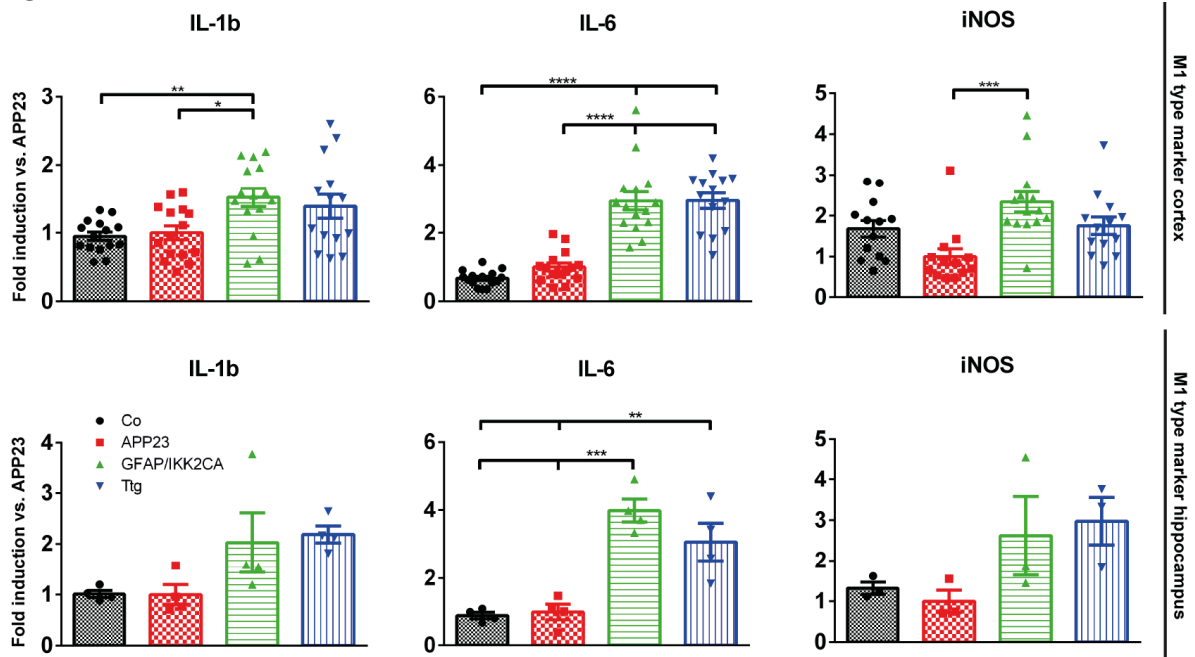 IL-1b
IL-6
iNOS
Fold induction vs. APP23
3
2
1
0
**
*
6
4
2
0
****
****
5
4
3
2
1
0
***
M1 type marker cortex
IL-1b
IL-6
iNOS
Fold induction vs. APP23
4
3
2
1
0
Co
APP23
GFAP/IKK2CA
Ttg
6
4
2
0
**
***
5
4
3
2
1
0
M1 type marker hippocampus